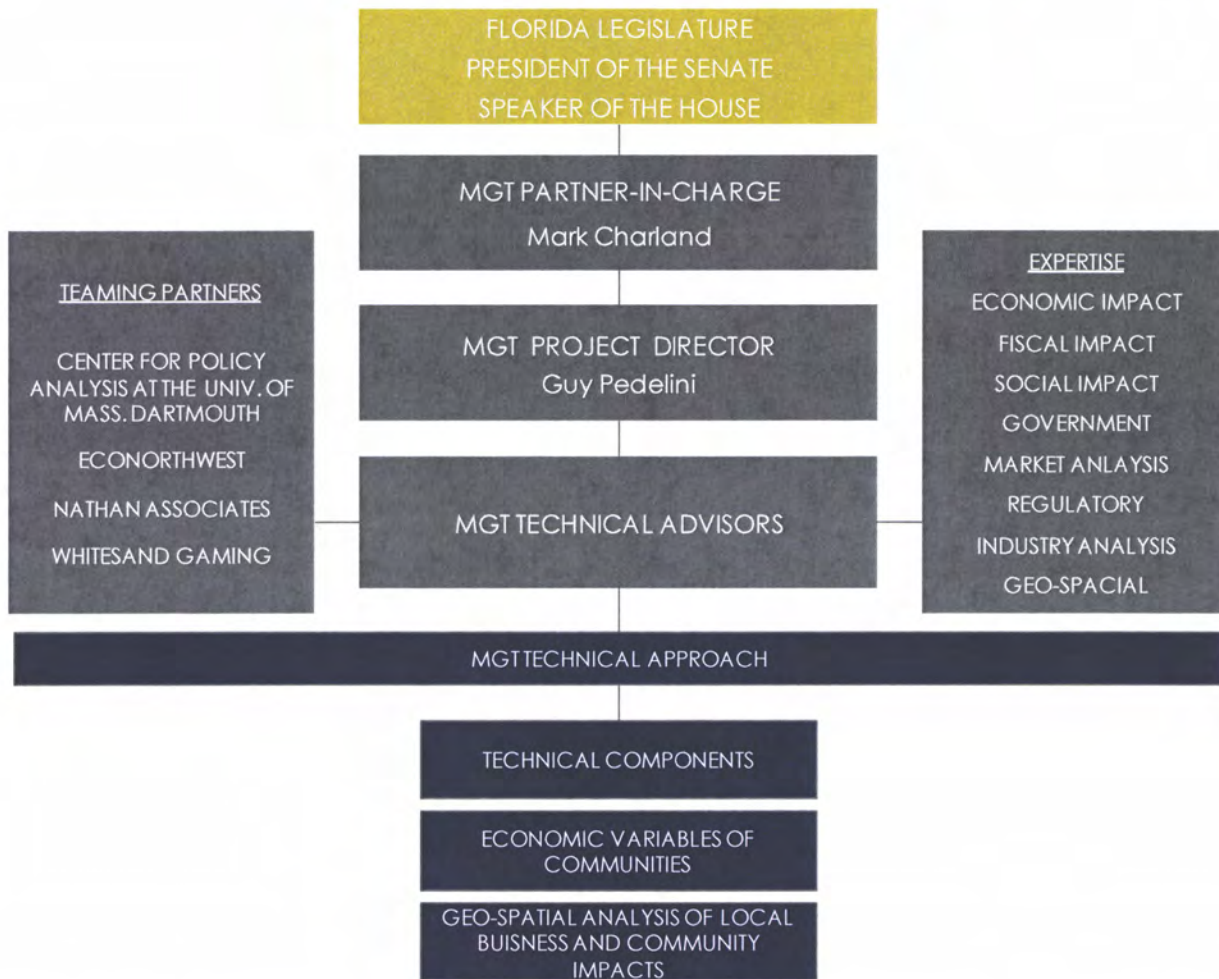 FLORIDA LEGISLATURE
PRESIDENT OF THE SENATE
SPEAKER OF THE HOUSE
MGT PARTNER-IN-CHARGE
Mark Charland
TEAMING PARTNERS
CENTER FOR POLICY
ANALYSIS AT THE UNIV. OF
MASS. DARTMOUTH
ECONORTHWEST
NATHAN ASSOCIATES
WHITESAND GAMING
MGT PROJECT DIRECTOR
Guy Pedelini
MGT TECHNICAL ADVISORS
EXPERTISE
ECONOMIC IMPACT
FISCAL IMPACT
SOCIAL IMPACT
GOVERNMENT
MARKET ANLAYSIS
REGULATORY
INDUSTRY ANALYSIS
GEO-SPACIAL
MGT TECHNICAL APPROACH
TECHNICAL COMPONENTS
ECONOMIC VARIABLES OF
COMMUNITIES
GEO-SPATIAL ANALYSIS OF LOCAL
BUISNESS AND COMMUNITY
IMPACTS